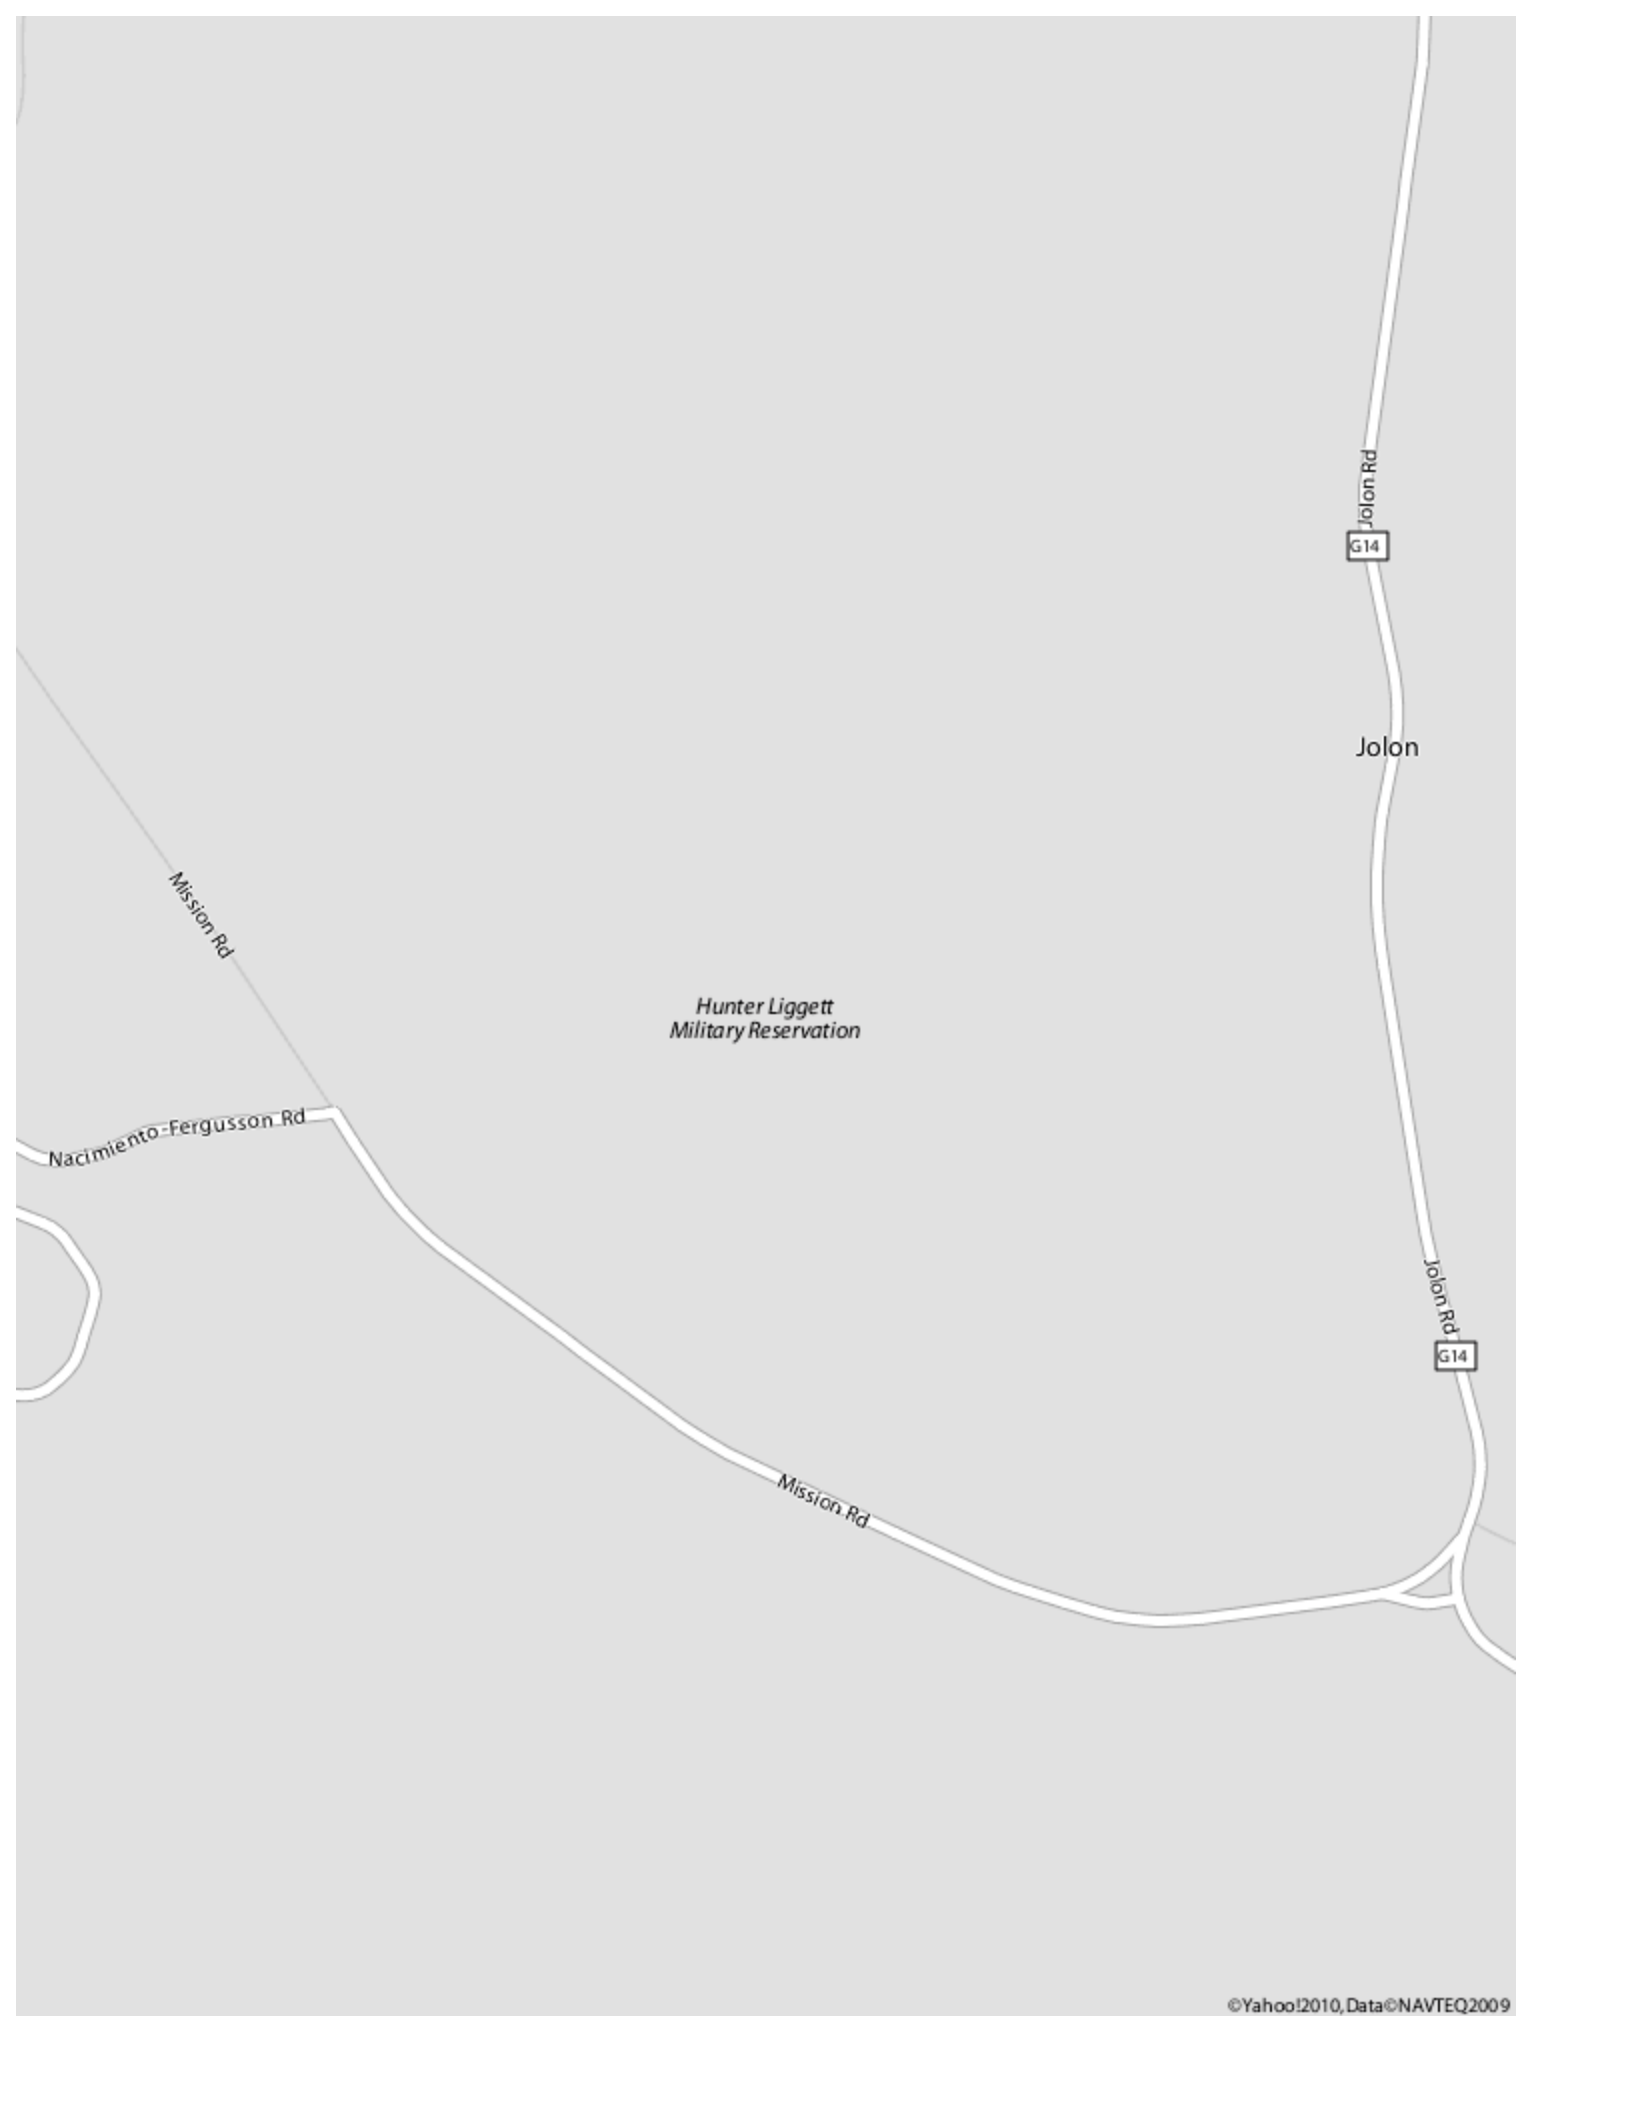 Jolon Rd
G14
Jolon
Mission Rd
Hunter Liggett
Military Reservation
Nacimiento-Fergusson Rd
Jolon Rd
G14
Mission Rd
©Yahoo!2010,Data©NAVTEQ2009